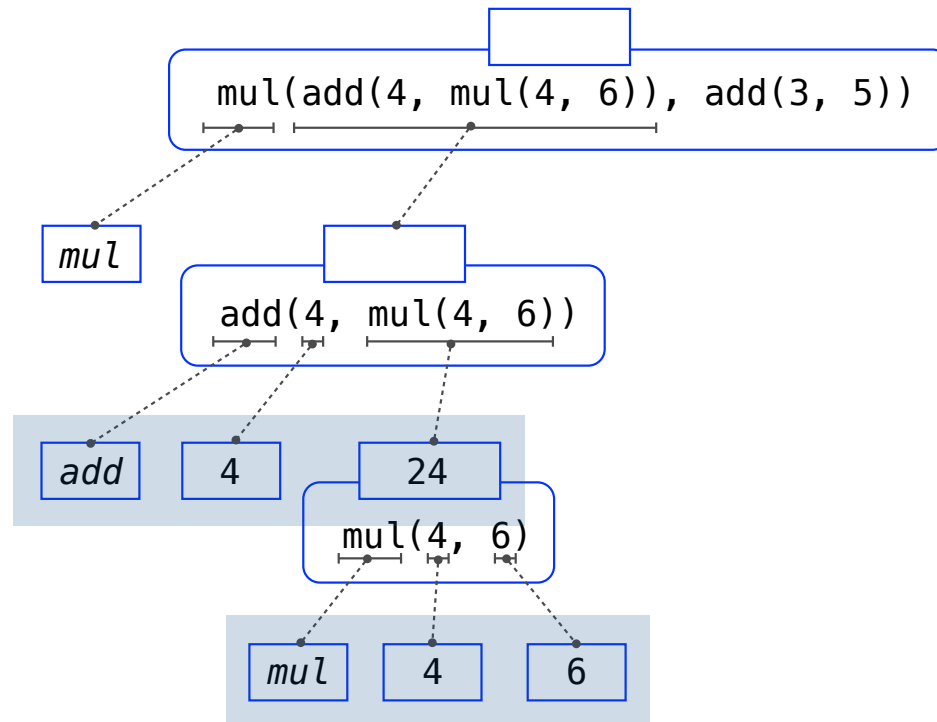 mul(add(4, mul(4, 6)), add(3, 5))
mul
add(4, mul(4, 6))
add 4 24
mul(4, 6)
mul 4 6